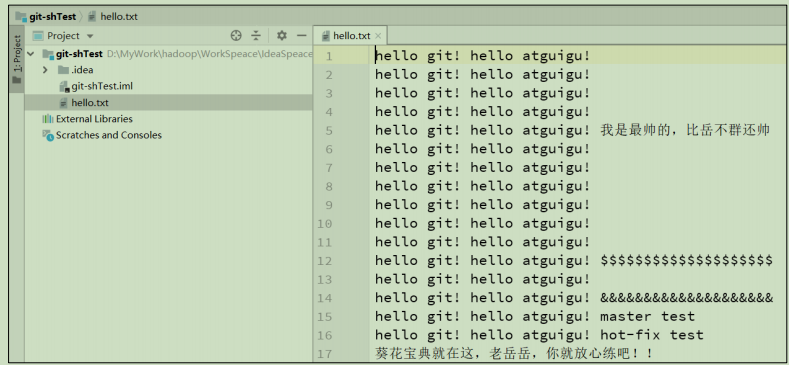 git-shTest hello.txt
1: Project
Project
git-shTest D:\MyWork\hadoop\WorkSpeace\IdeaSpeace
.idea
git-shTest.iml
hello.txt
External Libraries
Scratches and Consoles
hello.txt
1 hello git! hello atguigu!
2 hello git! hello atguigu!
3 hello git! hello atguigu!
4 hello git! hello atguigu!
5 hello git! hello atguigu! 我是最帅的，比岳不群还帅
6 hello git! hello atguigu!
7 hello git! hello atguigu!
8 hello git! hello atguigu!
9 hello git! hello atguigu!
10 hello git! hello atguigu!
11 hello git! hello atguigu!
12 hello git! hello atguigu! $$$$$$$$$$$$$$$$$$$$
13 hello git! hello atguigu!
14 hello git! hello atguigu! &&&&&&&&&&&&&&&&&&&&
15 hello git! hello atguigu! master test
16 hello git! hello atguigu! hot-fix test
17 葵花宝典就在这，老岳岳，你就放心练吧！！